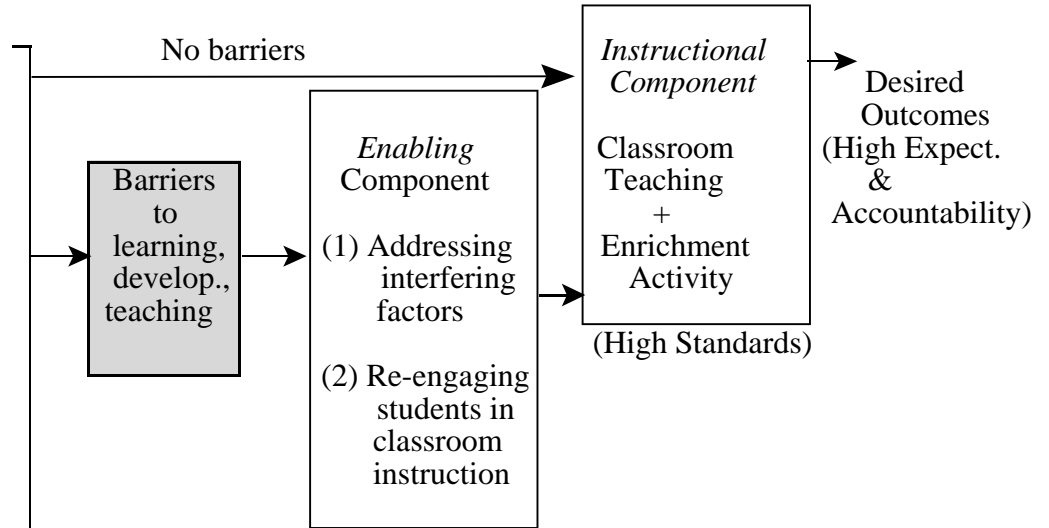 No barriers
Barriers
to
learning,
develop.,
teaching
Enabling
Component
(1) Addressing
interfering
factors
(2) Re-engaging
students in
classroom
instruction
Instructional
Component
Classroom
Teaching
+
Enrichment
Activity
(High Standards)
Desired
Outcomes
(High Expect.
&
Accountability)